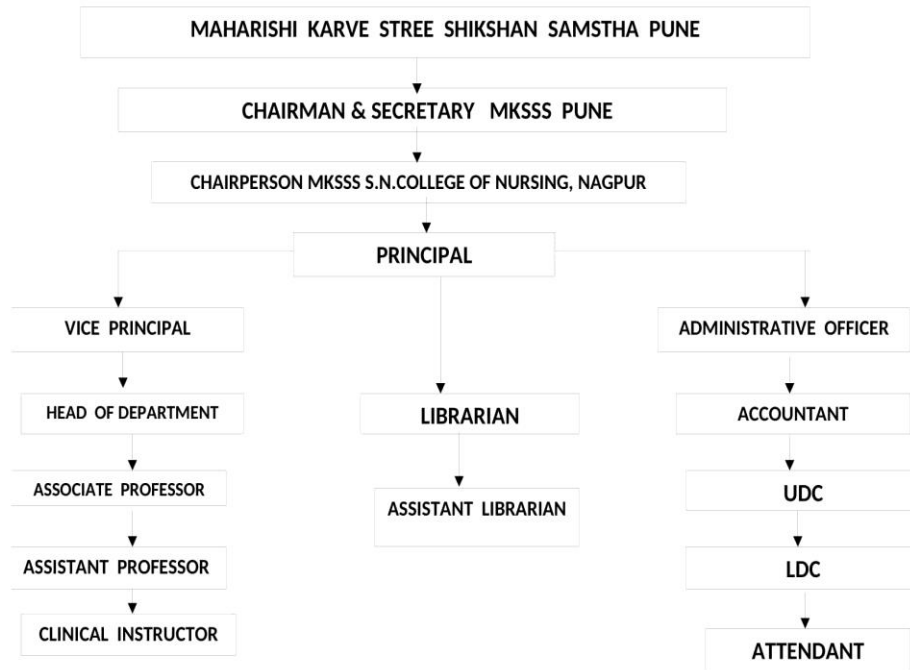 MAHARISHI KARVE STREE SHIKSHAN SAMSTHA PUNE
CHAIRMAN & SECRETARY MKSSS PUNE
CHAIRPERSON MKSSS S.N.COLLEGE OF NURSING, NAGPUR
PRINCIPAL
VICE PRINCIPAL
ADMINISTRATIVE OFFICER
HEAD OF DEPARTMENT
LIBRARIAN
ACCOUNTANT
ASSOCIATE PROFESSOR
ASSISTANT LIBRARIAN
UDC
ASSISTANT PROFESSOR
LDC
CLINICAL INSTRUCTOR
ATTENDANT